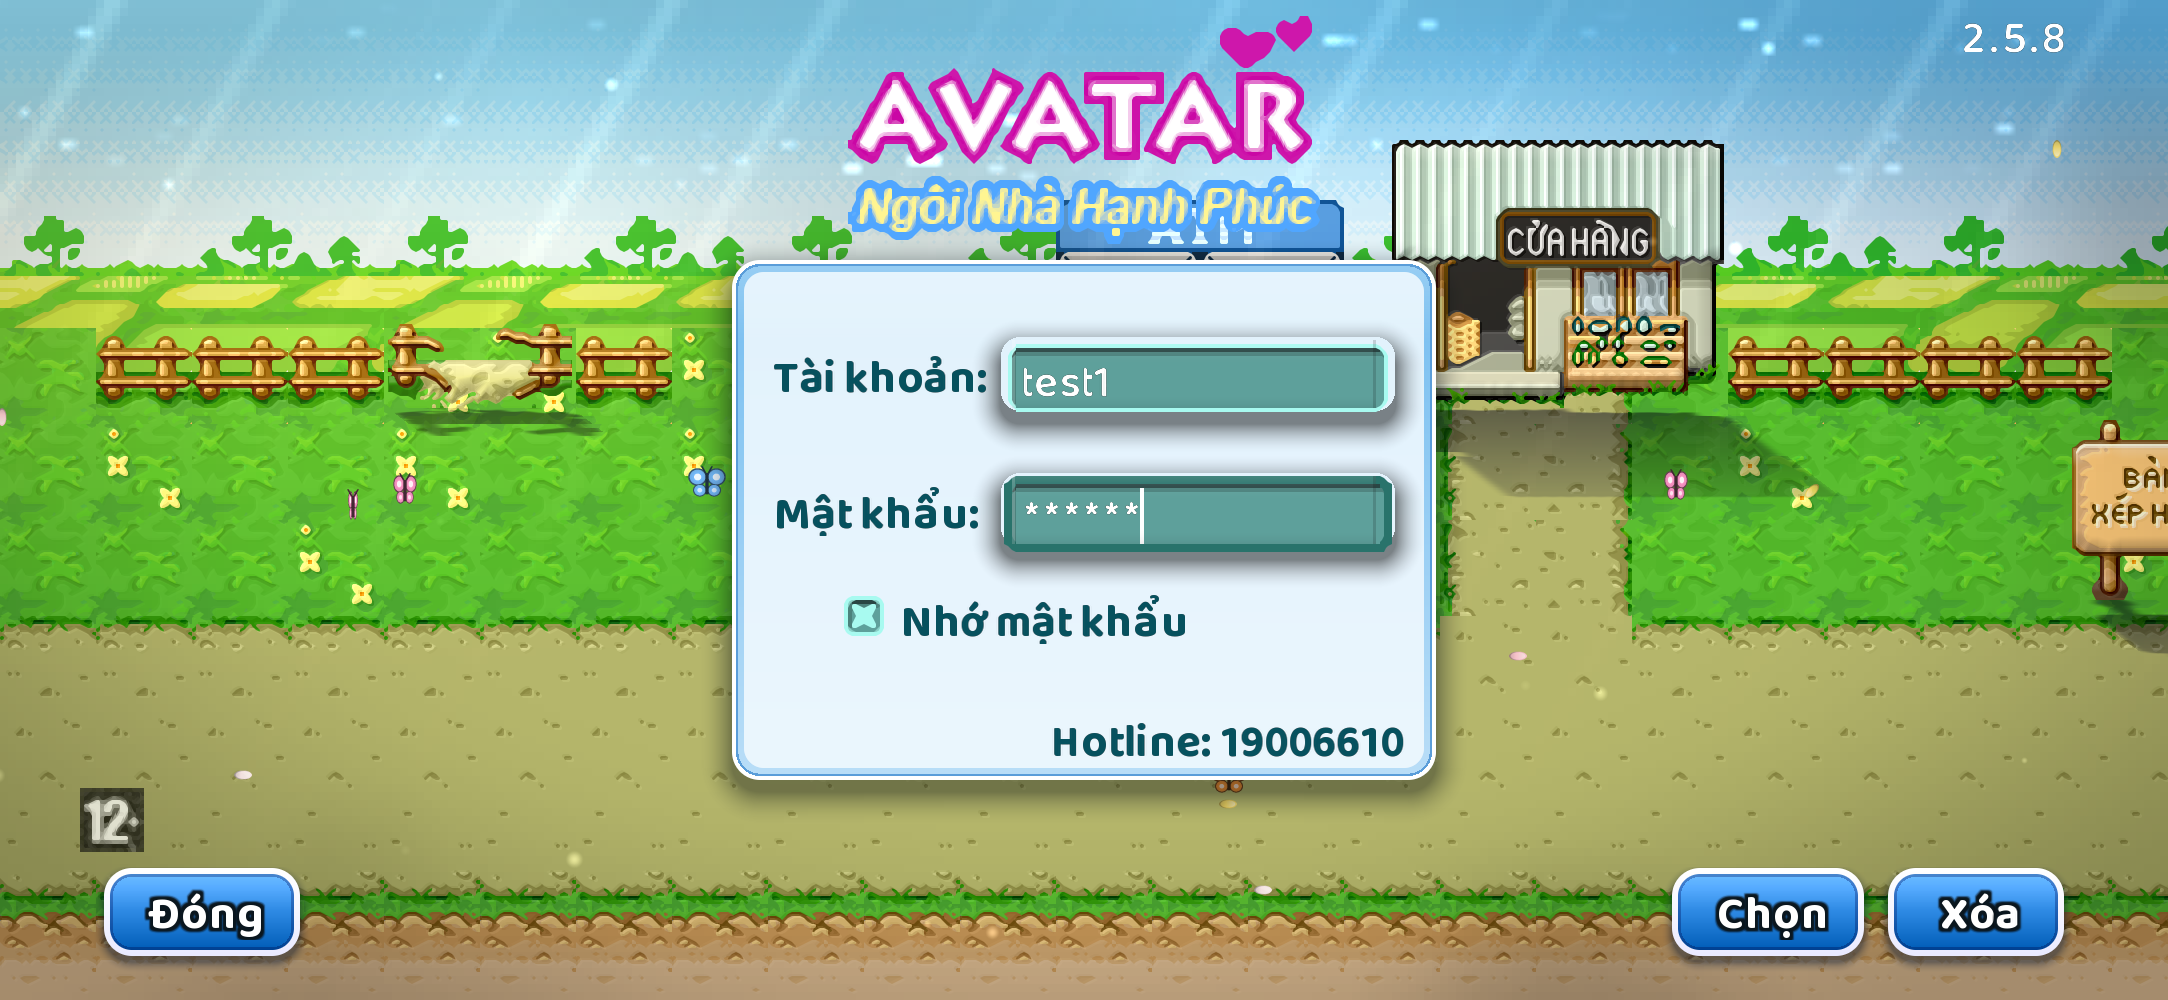 2.5.8
AVATAR
Ngôi Nhà Hạnh Phúc
CỬA HÀNG
Tài khoản: test1
Mật khẩu: ******
Nhớ mật khẩu
Hotline: 19006610
XẾP
12+
Đóng
Chọn
Xóa